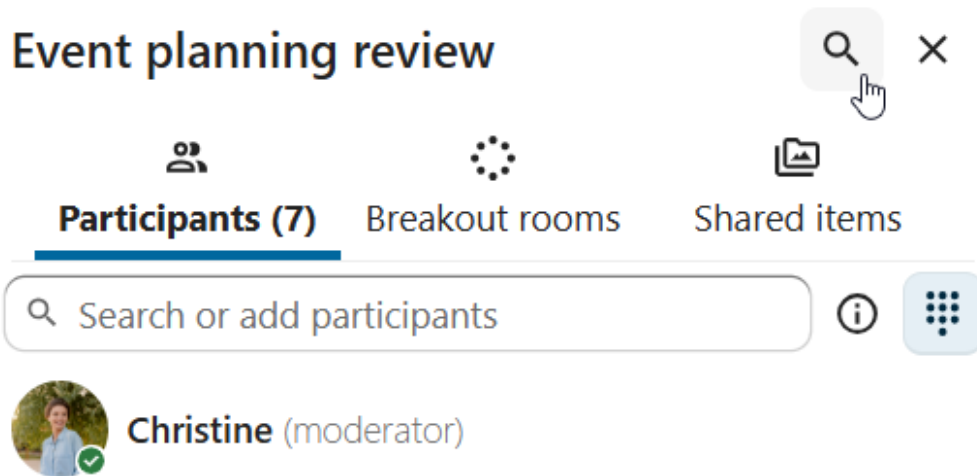 Event planning review
Participants (7) Breakout rooms Shared items
Search or add participants
Christine (moderator)